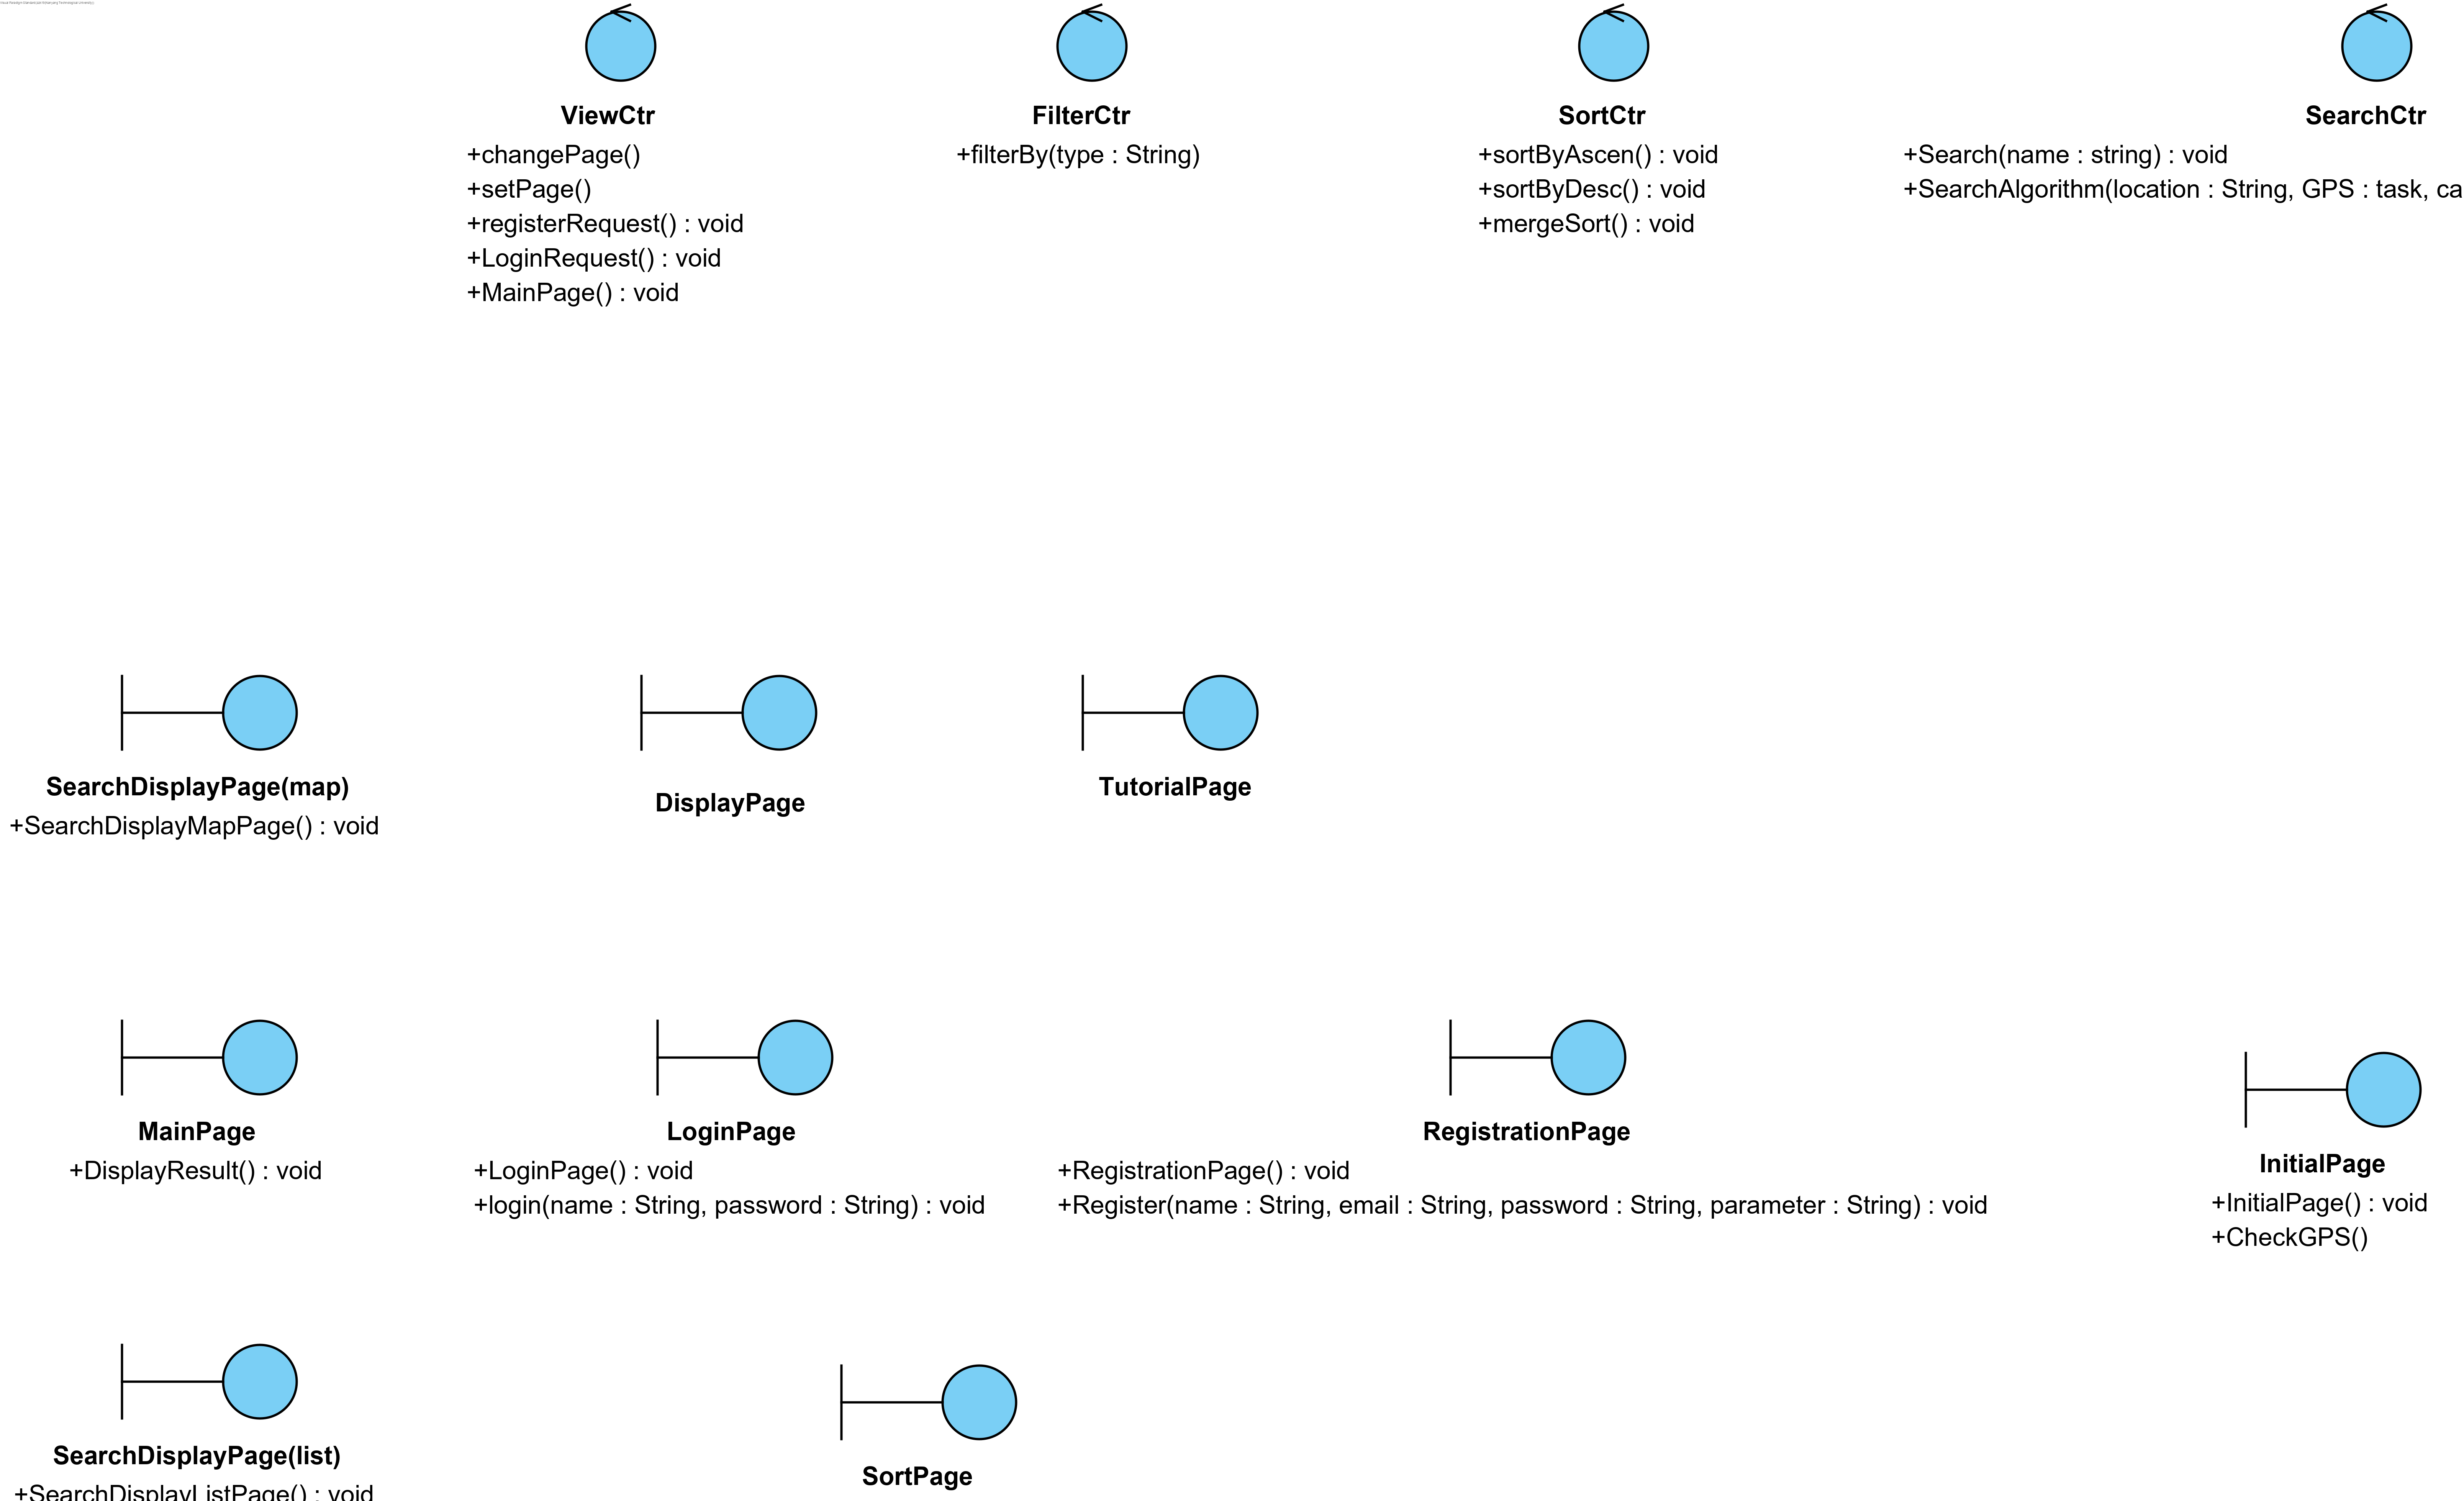 ViewCtr
+changePage()
+setPage()
+registerRequest() : void
+LoginRequest() : void
+MainPage() : void
FilterCtr
+filterBy(type : String)
SortCtr
+sortByAscen() : void
+sortByDesc() : void
+mergeSort() : void
SearchCtr
+Search(name : string) : void
+SearchAlgorithm(location : String, GPS : task, ca
SearchDisplayPage(map)
+SearchDisplayMapPage() : void
DisplayPage
TutorialPage
MainPage
+DisplayResult() : void
LoginPage
+LoginPage() : void
+login(name : String, password : String) : void
RegistrationPage
+RegistrationPage() : void
+Register(name : String, email : String, password : String, parameter : String) : void
InitialPage
+InitialPage() : void
+CheckGPS()
SearchDisplayPage(list)
+SearchDisplayListPage() : void
SortPage